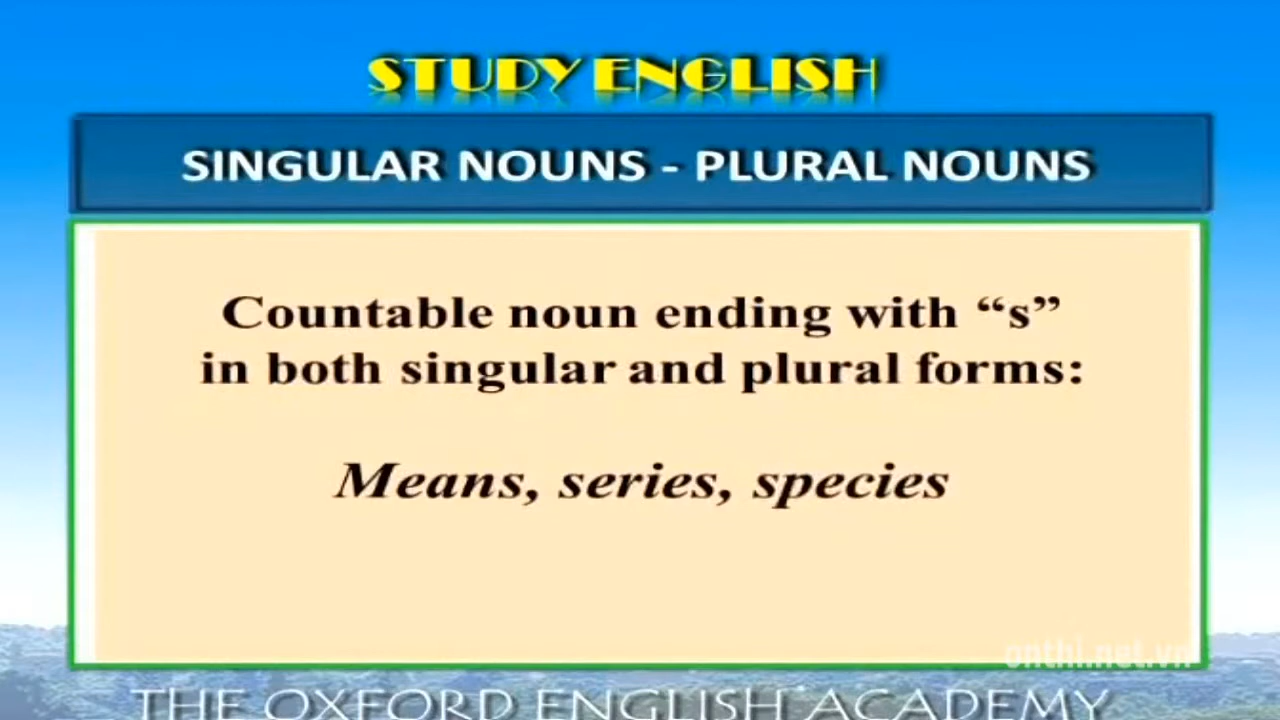 STUDY ENGLISH
SINGULAR NOUNS - PLURAL NOUNS
Countable noun ending with “s”
in both singular and plural forms:
Means, series, species
onthi.net.vn
THE OXFORD ENGLISH ACADEMY